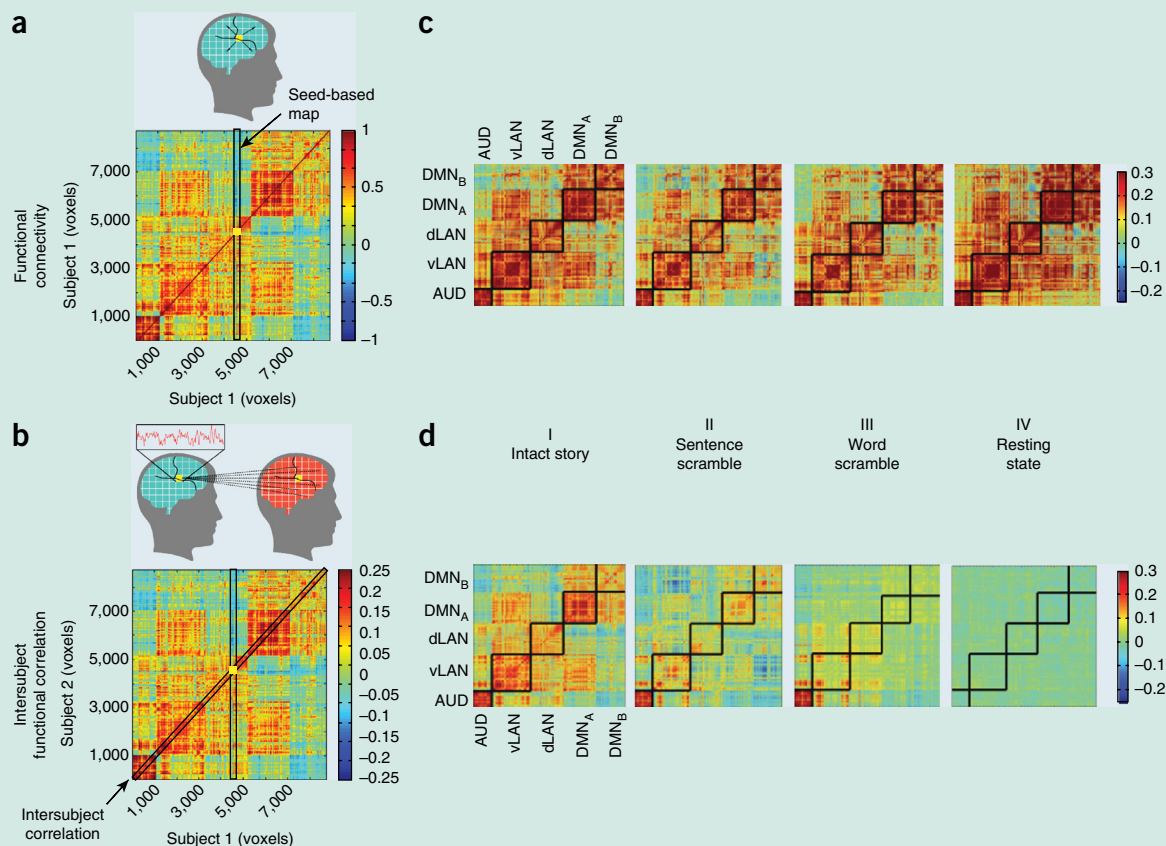 a
Seed-based
map
Functional
connectivity
Subject 1 (voxels)
7,000
5,000
3,000
1,000
1,000
3,000
5,000
7,000
Subject 1 (voxels)
1
0.5
0
−0.5
−1
b
Intersubject
functional correlation
Subject 2 (voxels)
7,000
5,000
3,000
1,000
1,000
3,000
5,000
7,000
Subject 1 (voxels)
Intersubject
correlation
0.25
0.2
0.15
0.1
0.05
0
−0.05
−0.1
−0.15
−0.2
−0.25
c
AUD
vLAN
dLAN
DMNA
DMNB
DMNB
DMNA
dLAN
vLAN
AUD
0.3
0.2
0.1
0
−0.1
−0.2
d
I
Intact story
II
Sentence
scramble
III
Word
scramble
IV
Resting
state
DMNB
DMNA
dLAN
vLAN
AUD
AUD
vLAN
dLAN
DMNA
DMNB
0.3
0.2
0.1
0
−0.1
−0.2